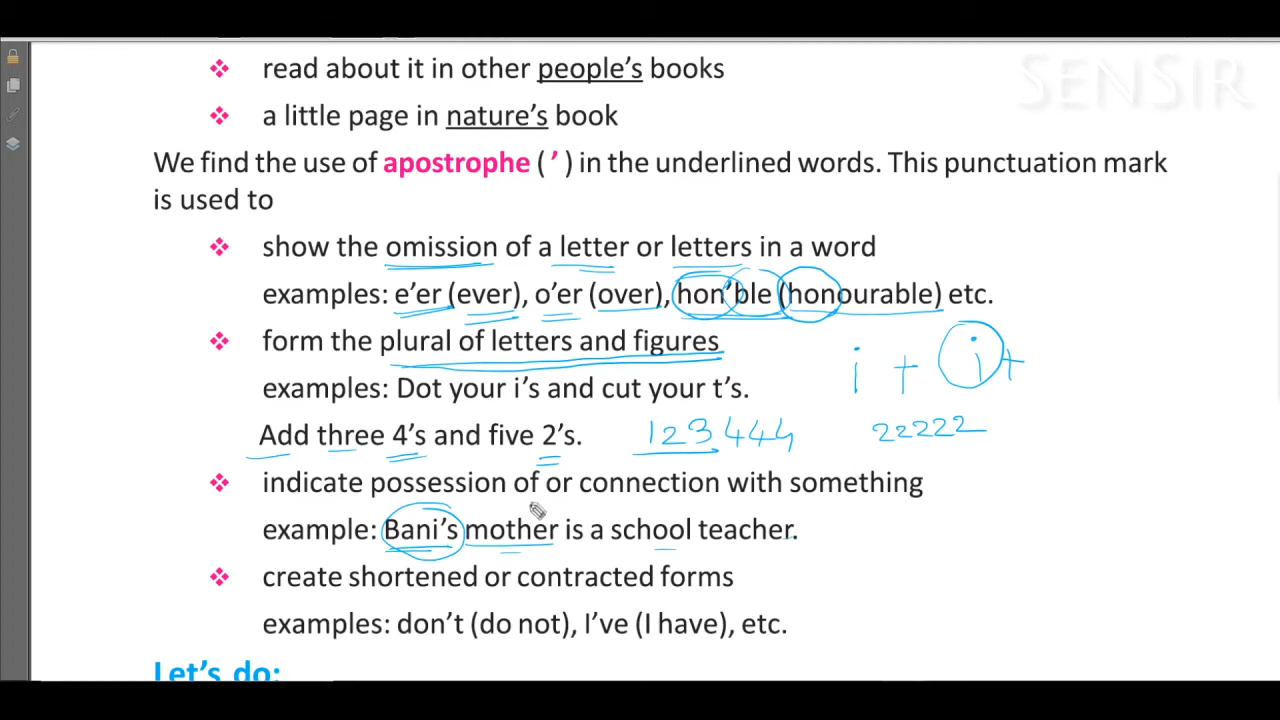 SENSIR
❖ read about it in other people’s books
❖ a little page in nature’s book
We find the use of apostrophe ( ’ ) in the underlined words. This punctuation mark
is used to
❖ show the omission of a letter or letters in a word
examples: e’er (ever), o’er (over), hon’ble (honourable) etc.
❖ form the plural of letters and figures
examples: Dot your i’s and cut your t’s.
i t i t
Add three 4’s and five 2’s. 123444 22222
❖ indicate possession of or connection with something
example: Bani’s mother is a school teacher.
❖ create shortened or contracted forms
examples: don’t (do not), I’ve (I have), etc.
Let’s do: